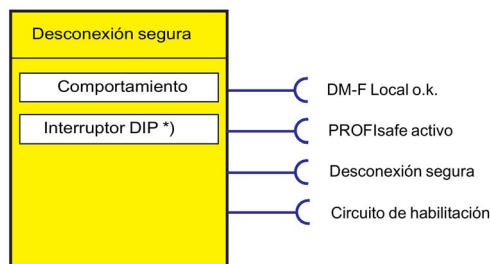 Desconexión segura
Comportamiento
DM-F Local o.k.
Interruptor DIP *)
PROFIsafe activo
Desconexión segura
Circuito de habilitación